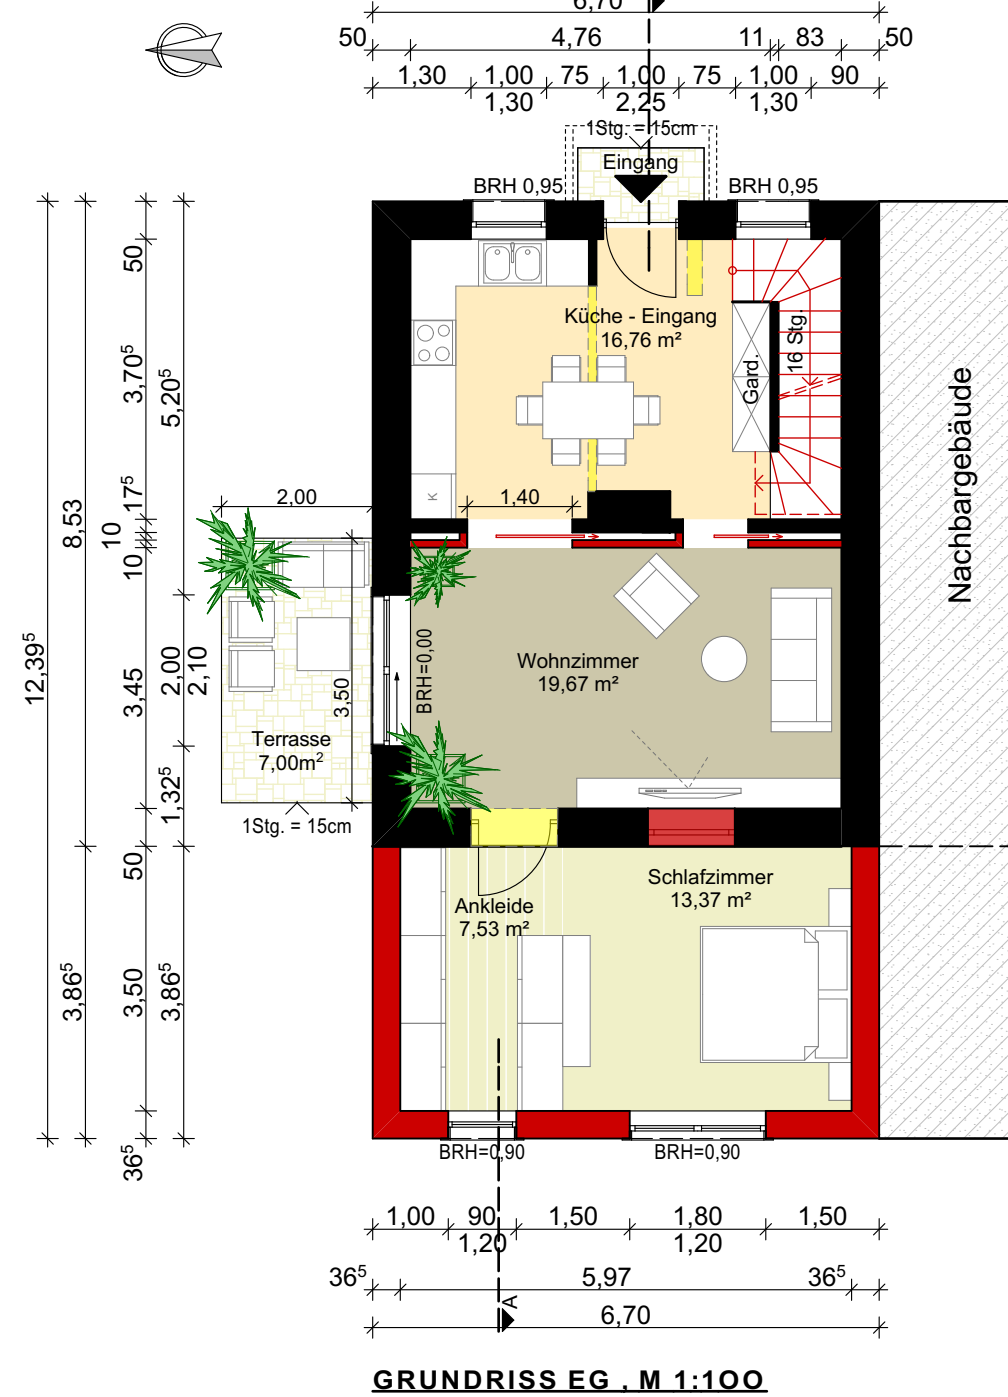 6,70
50 4,76 11 83 50
1,30 1,00 75 1,00 75 1,00 90
1,30 2,25 1,30
1Stg. = 15cm
Eingang
BRH 0,95 BRH 0,95
50
3,70⁵
5,20⁵
17⁵
8,53
10
10
12,39⁵
3,45
2,00
2,10
1,32⁵
50
3,86⁵
3,50
3,86⁵
36⁵
Küche - Eingang
16,76 m²
16 Stg.
Gard.
K
1,40
2,00
Nachbargebäude
BRH=0,00
3,50
Wohnzimmer
19,67 m²
Terrasse
7,00m²
1Stg. = 15cm
Schlafzimmer
13,37 m²
Ankleide
7,53 m²
BRH=0,90 BRH=0,90
1,00 90 1,50 1,80 1,50
1,20 1,20
36⁵ 5,97 36⁵
A
6,70
GRUNDRISS EG , M 1:100